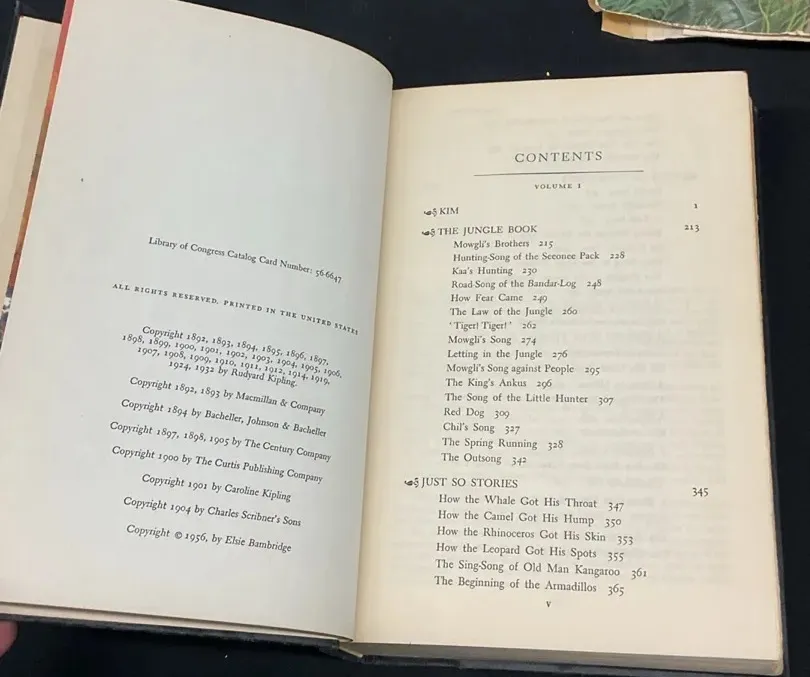 Library of Congress Catalog Card Number: 56-6647
ALL RIGHTS RESERVED. PRINTED IN THE UNITED STATES
Copyright 1892, 1893, 1894, 1895, 1896, 1897,
1898, 1899, 1900, 1901, 1902, 1903, 1904, 1905, 1906,
1907, 1908, 1909, 1910, 1911, 1912, 1914, 1919,
1924, 1932 by Rudyard Kipling.
Copyright 1892, 1893 by Macmillan & Company
Copyright 1894 by Bacheller, Johnson & Bacheller
Copyright 1897, 1898, 1905 by The Century Company
Copyright 1900 by The Curtis Publishing Company
Copyright 1901 by Caroline Kipling
Copyright 1904 by Charles Scribner's Sons
Copyright © 1956, by Elsie Bambridge
CONTENTS
VOLUME I
KIM 1
THE JUNGLE BOOK 213
Mowgli's Brothers 215
Hunting-Song of the Seeonee Pack 228
Kaa's Hunting 230
Road-Song of the Bandar-Log 248
How Fear Came 249
The Law of the Jungle 260
'Tiger! Tiger!' 262
Mowgli's Song 274
Letting in the Jungle 276
Mowgli's Song against People 295
The King's Ankus 296
The Song of the Little Hunter 307
Red Dog 309
Chil's Song 327
The Spring Running 328
The Outsong 342
JUST SO STORIES 345
How the Whale Got His Throat 347
How the Camel Got His Hump 350
How the Rhinoceros Got His Skin 353
How the Leopard Got His Spots 355
The Sing-Song of Old Man Kangaroo 361
The Beginning of the Armadillos 365
V